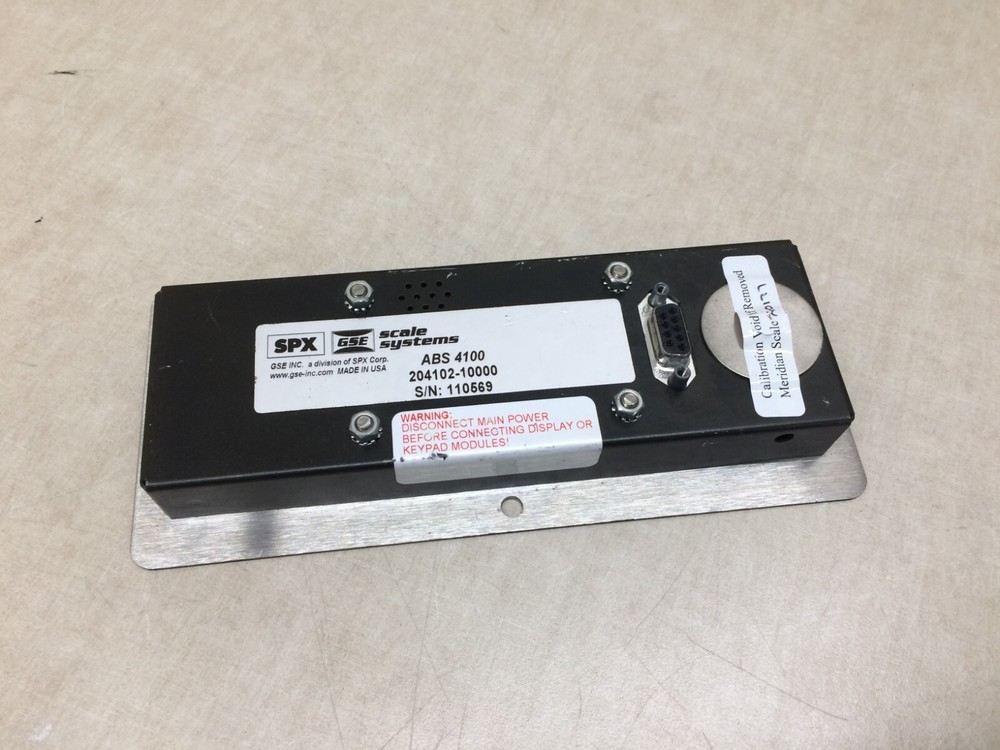 SPX GSE scale systems
GSE INC. a division of SPX Corp.
www.gse-inc.com MADE IN USA
ABS 4100
204102-10000
S/N: 110569
WARNING:
DISCONNECT MAIN POWER
BEFORE CONNECTING DISPLAY OR
KEYPAD MODULES!
Calibration Void if Removed
Meridian Scale